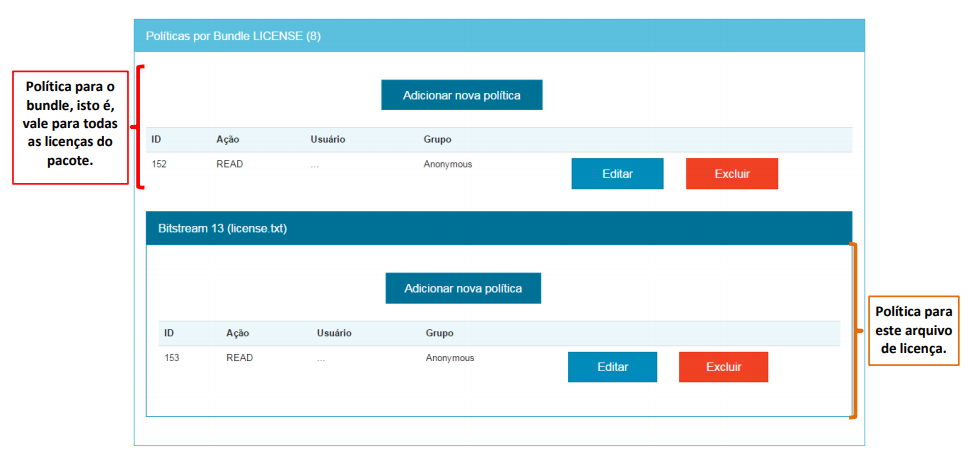 Políticas por Bundle LICENSE (8)
Política para o
bundle, isto é,
vale para todas
as licenças do
pacote.
Adicionar nova política
ID Ação Usuário Grupo
152 READ ... Anonymous Editar Excluir
Bitstream 13 (license.txt)
Adicionar nova política
ID Ação Usuário Grupo
153 READ ... Anonymous Editar Excluir
Política para
este arquivo
de licença.